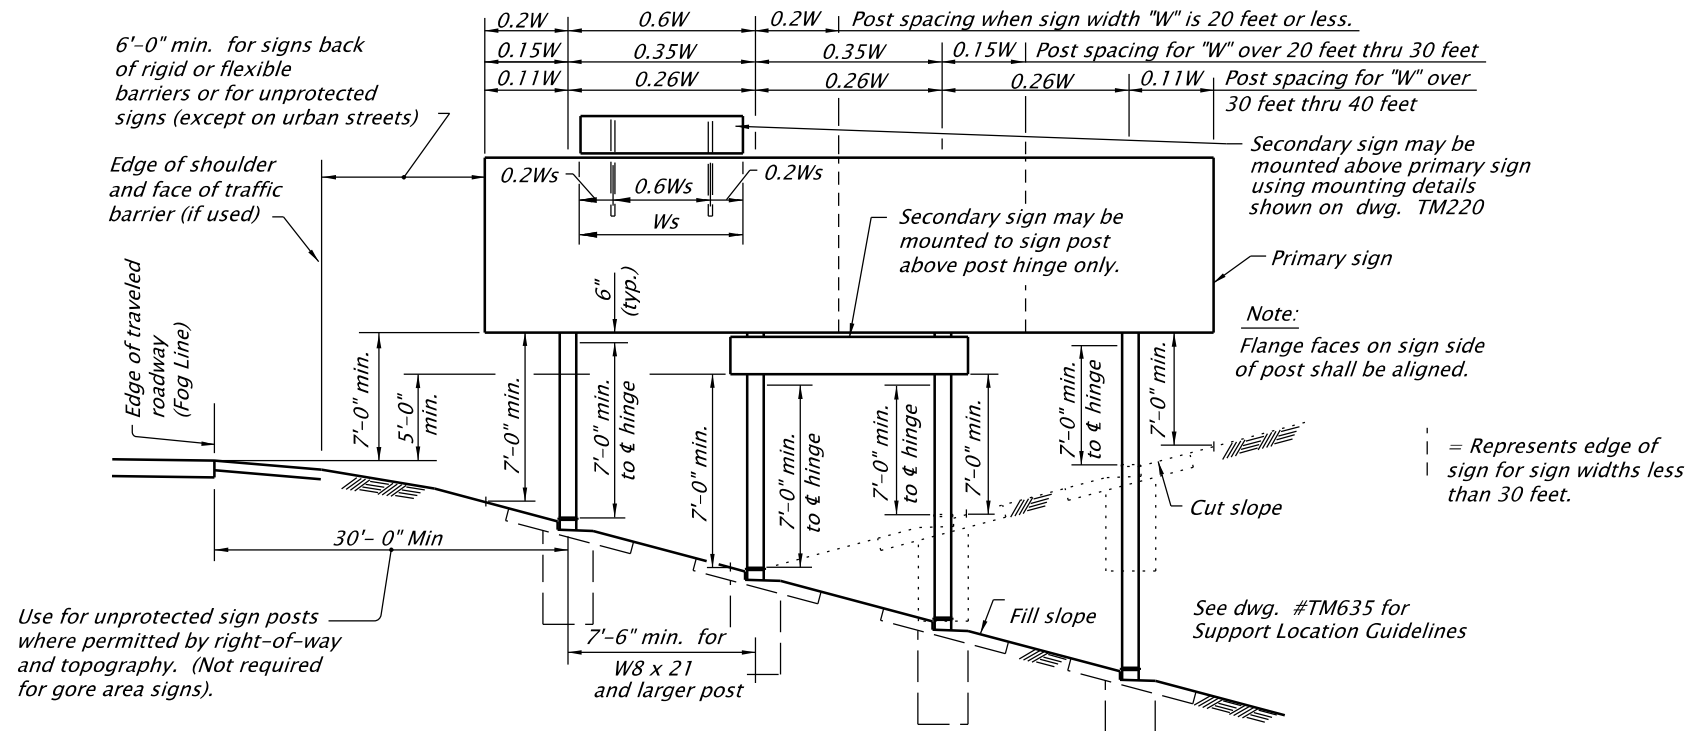 0.2W 0.6W 0.2W Post spacing when sign width "W" is 20 feet or less.
0.15W 0.35W 0.35W 0.15W Post spacing for "W" over 20 feet thru 30 feet
0.11W 0.26W 0.26W 0.26W 0.11W Post spacing for "W" over
30 feet thru 40 feet
6'-0" min. for signs back
of rigid or flexible
barriers or for unprotected
signs (except on urban streets)
Edge of shoulder
and face of traffic
barrier (if used)
Secondary sign may be
mounted above primary sign
using mounting details
shown on dwg. TM220
0.2Ws 0.6Ws 0.2Ws
Ws
Secondary sign may be
mounted to sign post
above post hinge only.
Primary sign
6"
(typ.)
Note:
Flange faces on sign side
of post shall be aligned.
Edge of traveled
roadway
(Fog Line)
7'-0" min.
5'-0"
min.
7'-0" min.
7'-0" min.
to ℄ hinge
7'-0" min.
7'-0" min.
to ℄ hinge
7'-0" min.
to ℄ hinge
7'-0" min.
7'-0" min.
to ℄ hinge
7'-0" min.
= Represents edge of
sign for sign widths less
than 30 feet.
Cut slope
30'- 0" Min
Use for unprotected sign posts
where permitted by right-of-way
and topography. (Not required
for gore area signs).
7'-6" min. for
W8 x 21
and larger post
Fill slope
See dwg. #TM635 for
Support Location Guidelines